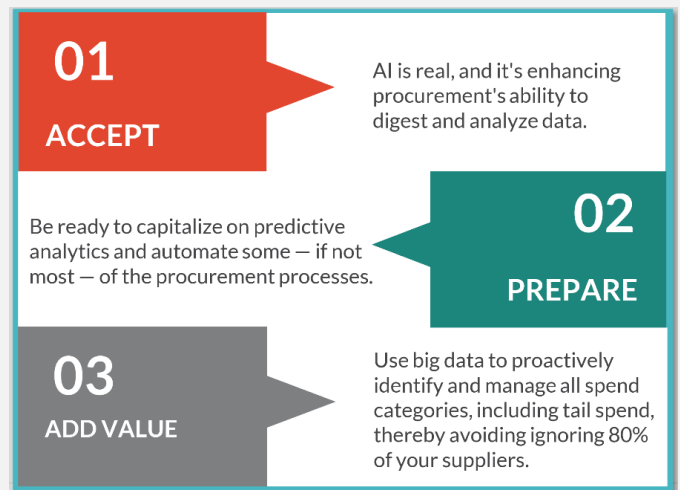 01
ACCEPT
AI is real, and it's enhancing
procurement's ability to
digest and analyze data.
02
PREPARE
Be ready to capitalize on predictive
analytics and automate some — if not
most — of the procurement processes.
03
ADD VALUE
Use big data to proactively
identify and manage all spend
categories, including tail spend,
thereby avoiding ignoring 80%
of your suppliers.